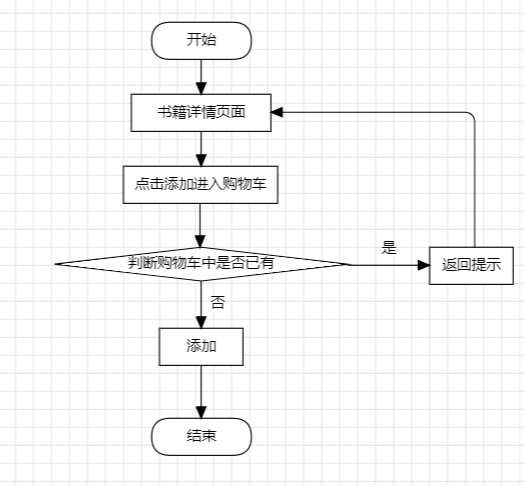 开始
书籍详情页面
点击添加进入购物车
判断购物车中是否已有
是
返回提示
否
添加
结束